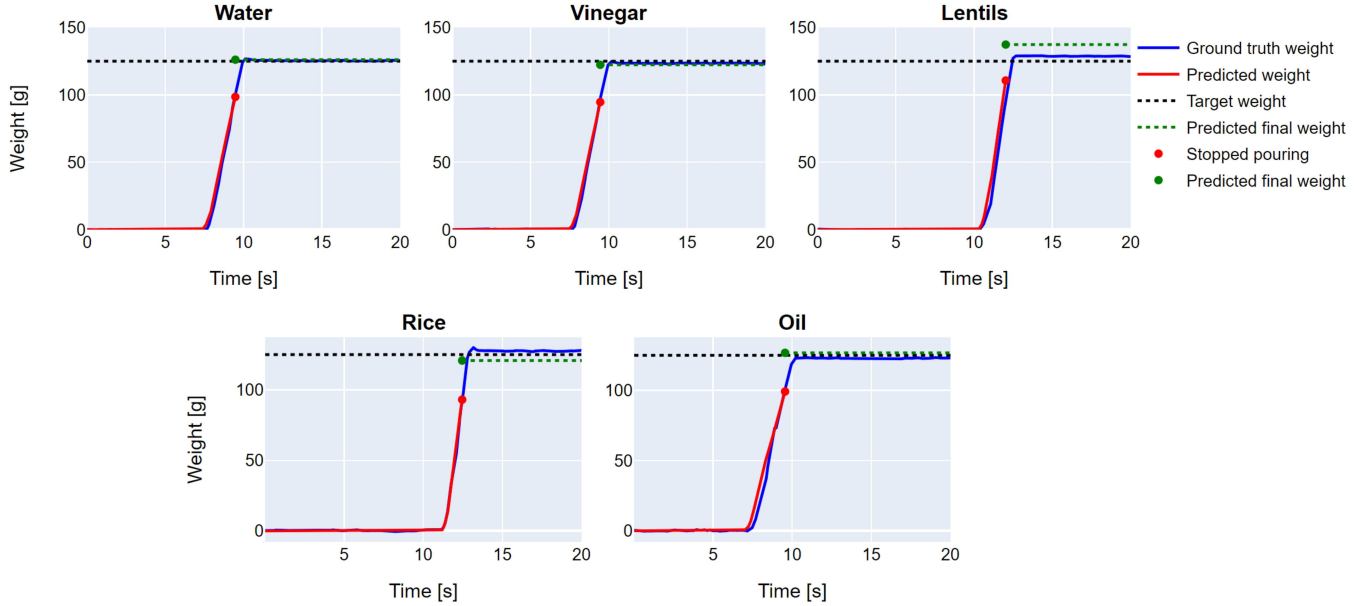 Water
Vinegar
Lentils
150
100
50
0
0
5
10
15
20
Weight [g]
Time [s]
150
100
50
0
0
5
10
15
20
Time [s]
150
100
50
0
0
5
10
15
20
Time [s]
Ground truth weight
Predicted weight
Target weight
Predicted final weight
Stopped pouring
Predicted final weight
Rice
Oil
100
50
0
5
10
15
20
Weight [g]
Time [s]
100
50
0
5
10
15
20
Weight [g]
Time [s]